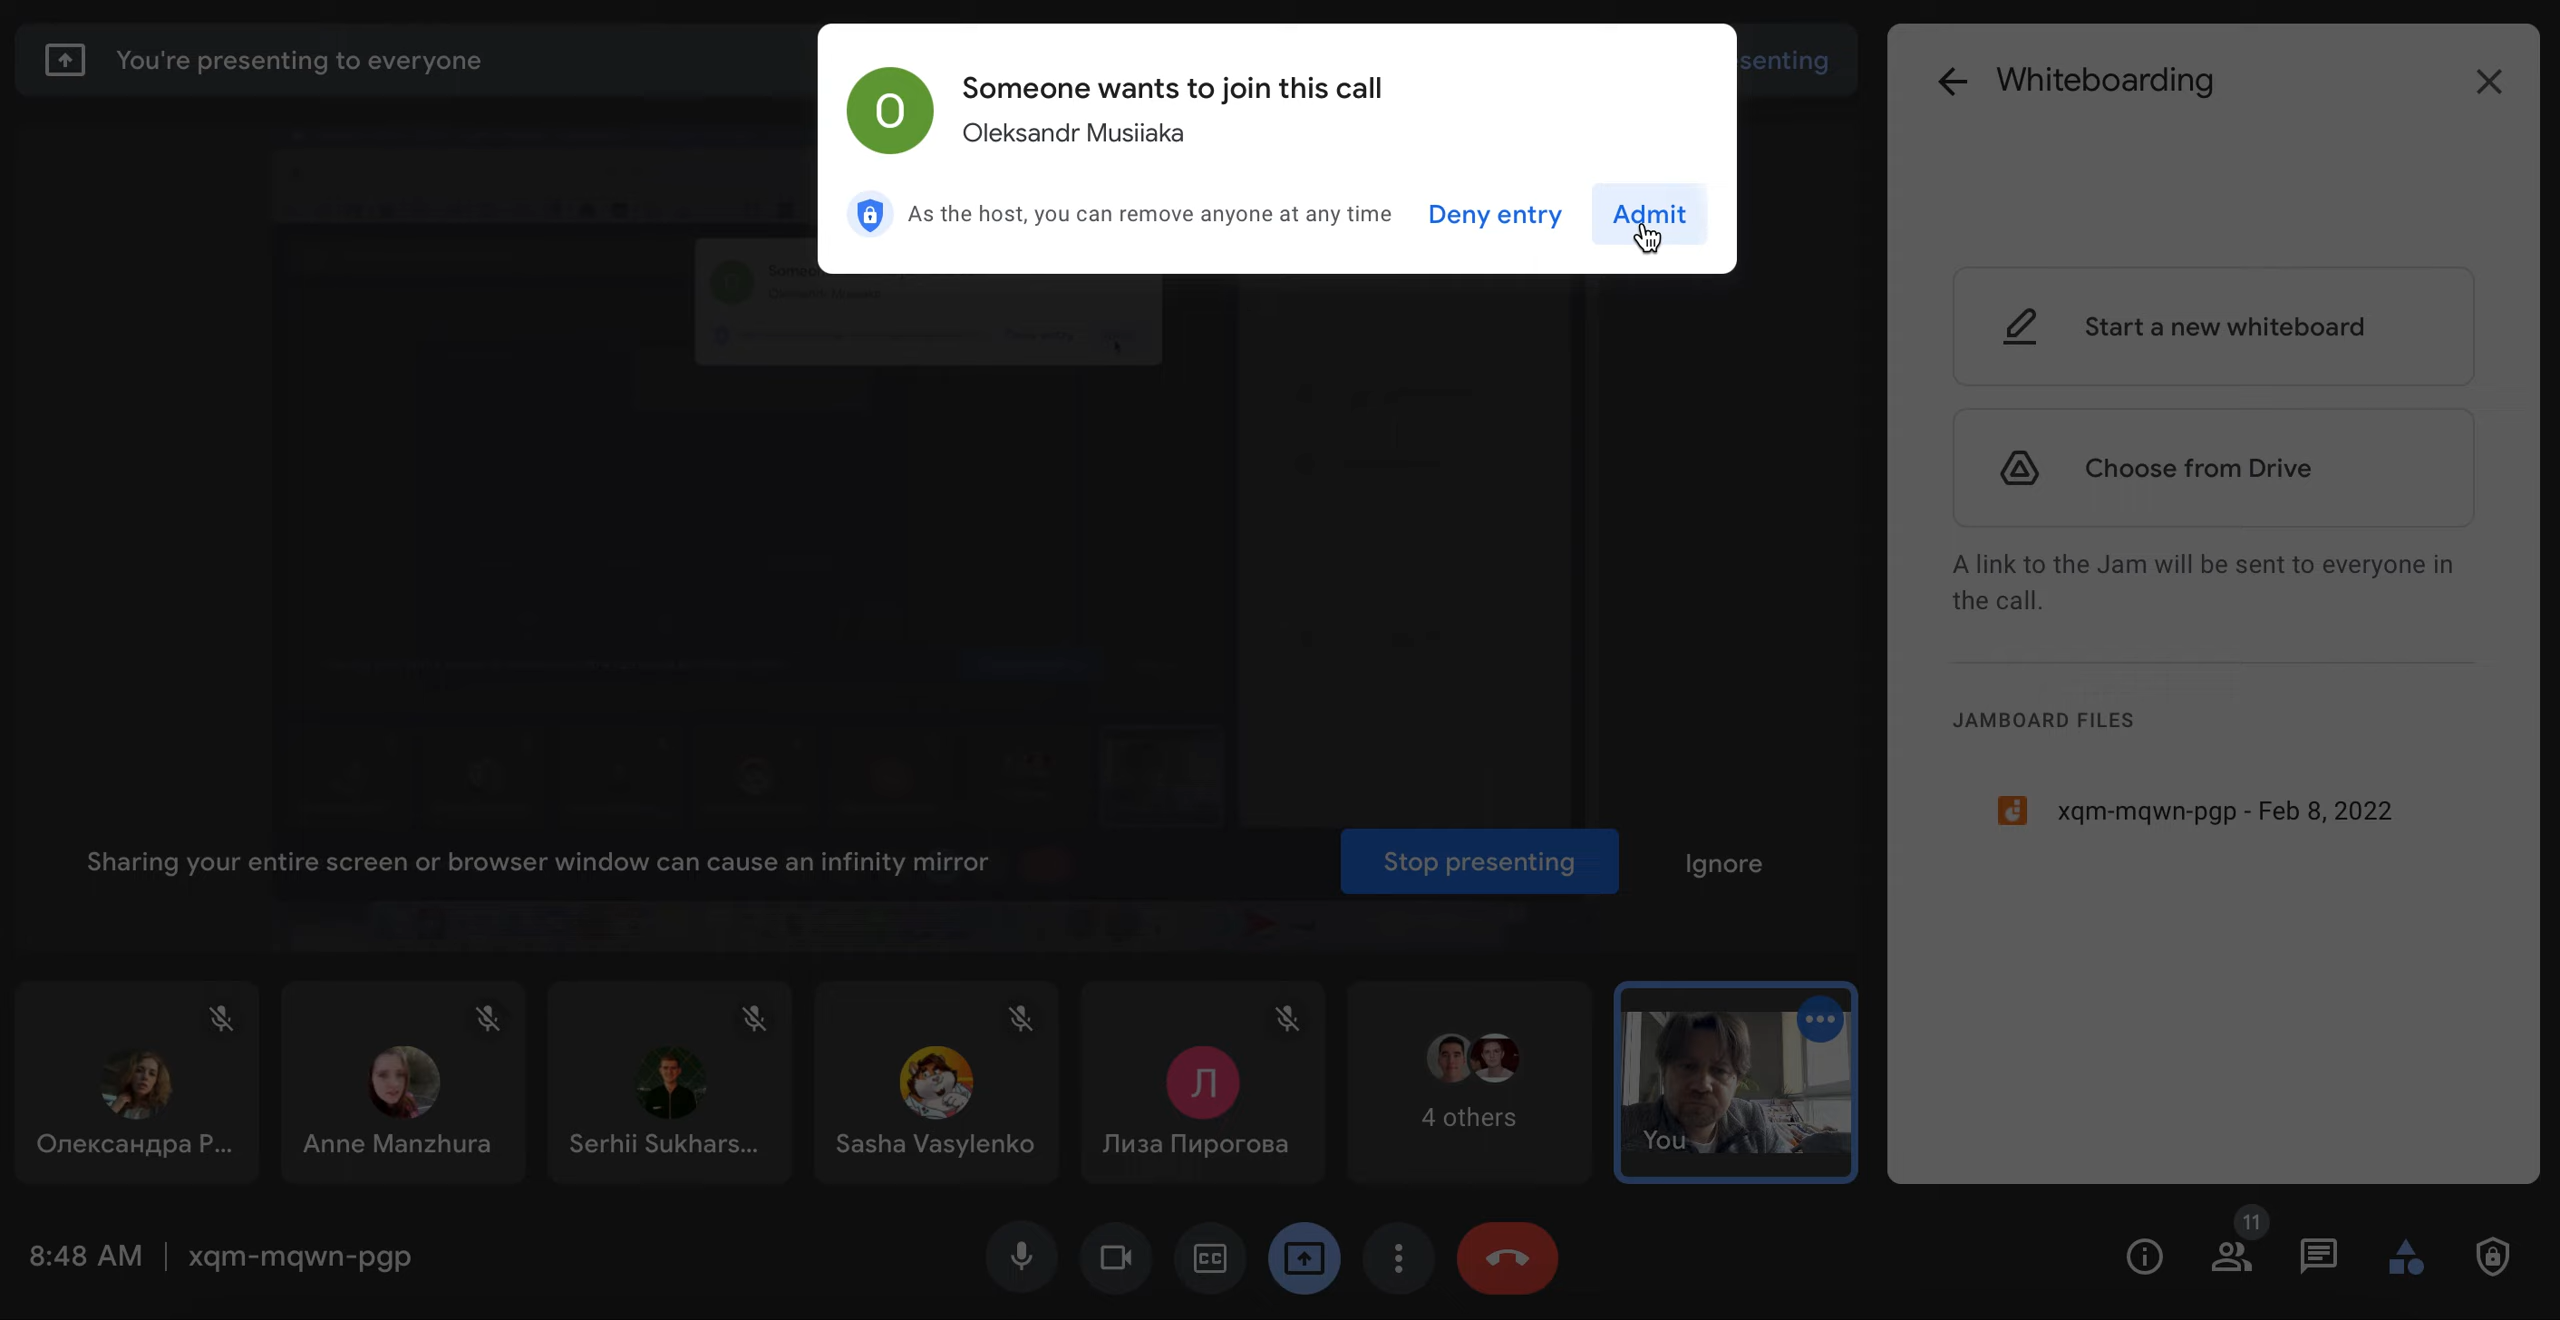 You're presenting to everyone
senting
Someone wants to join this call
O
Oleksandr Musiiaka
As the host, you can remove anyone at any time
Deny entry
Admit
Whiteboarding
Start a new whiteboard
Choose from Drive
A link to the Jam will be sent to everyone in
the call.
JAMBOARD FILES
xqm-mqwn-pgp - Feb 8, 2022
Sharing your entire screen or browser window can cause an infinity mirror
Stop presenting
Ignore
Олександра Р...
Anne Manzhura
Serhii Sukhars...
Sasha Vasylenko
Л
Лиза Пирогова
4 others
You
8:48 AM | xqm-mqwn-pgp
CC
11